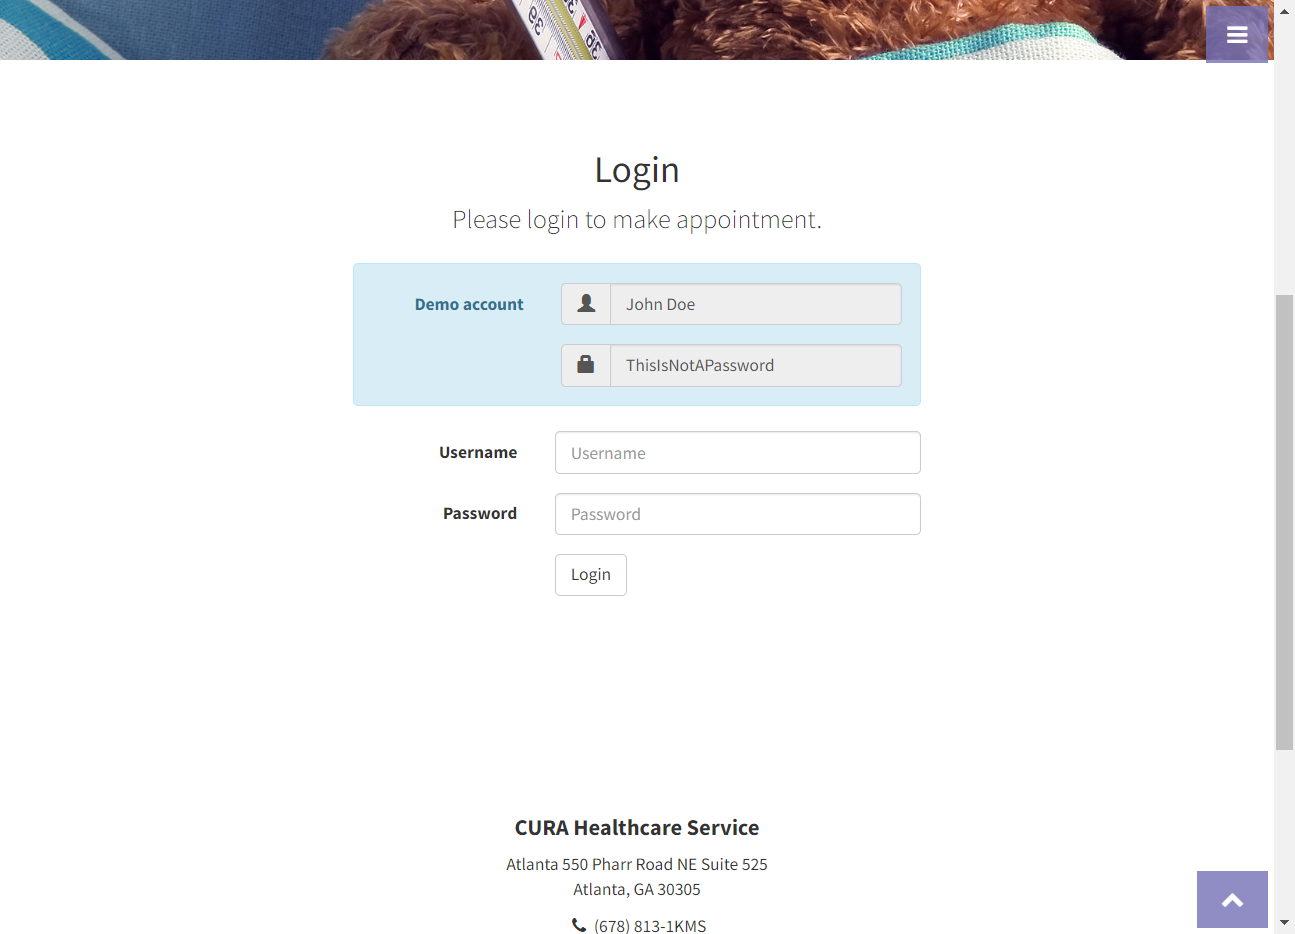 Login
Please login to make appointment.
Demo account
John Doe
ThisIsNotAPassword
Username
Username
Password
Password
Login
CURA Healthcare Service
Atlanta 550 Pharr Road NE Suite 525
Atlanta, GA 30305
(678) 813-1KMS